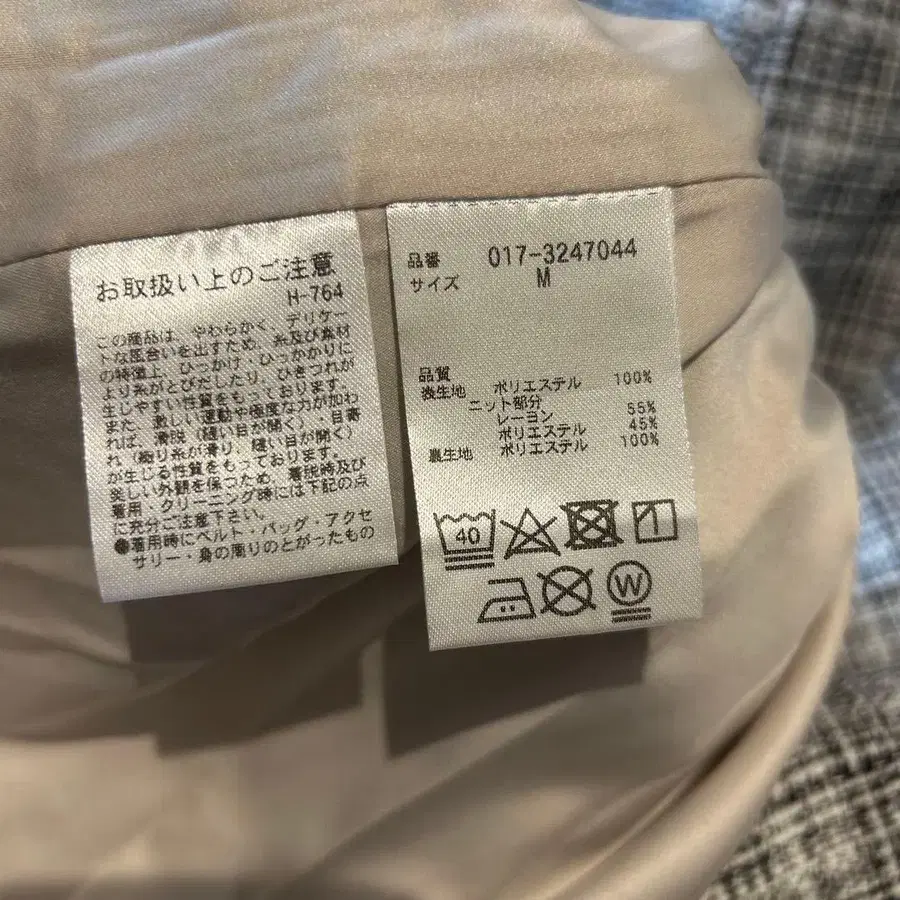 お取扱い上のご注意
H-764
この商品は、やわらかく、デリケー
トな風合いを出すため、糸及び素材
の特徴上、ひっかけ・ひっかかりに
より糸がとびだしたり、ひきつれが
生じやすい性質をもっております。
また、激しい運動や極度な力が加わ
れば、滑脱（縫い目が開く）、目寄
れ（織り糸が滑り、縫い目が開く）
が生じる性質をもっております。
美しい外観を保つため、着残時及び
着用・クリーニング時には下記の点
に充分ご注意下さい。
●着用時にベルト・バッグ・アクセ
サリー・身の周りのとがったもの
品番 017-3247044
サイズ M
品質
表生地 ポリエステル 100%
ニット部分
レーヨン 55%
ポリエステル 45%
裏生地 ポリエステル 100%
40
W